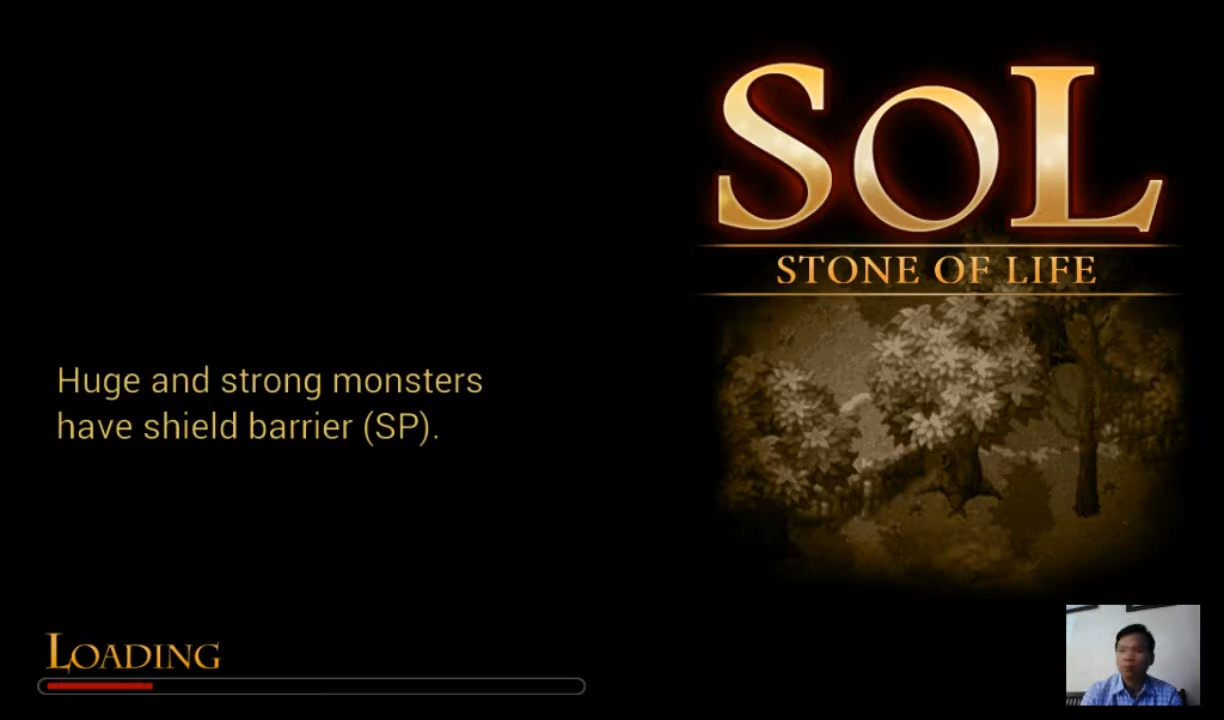 SOL
STONE OF LIFE
Huge and strong monsters
have shield barrier (SP).
LOADING